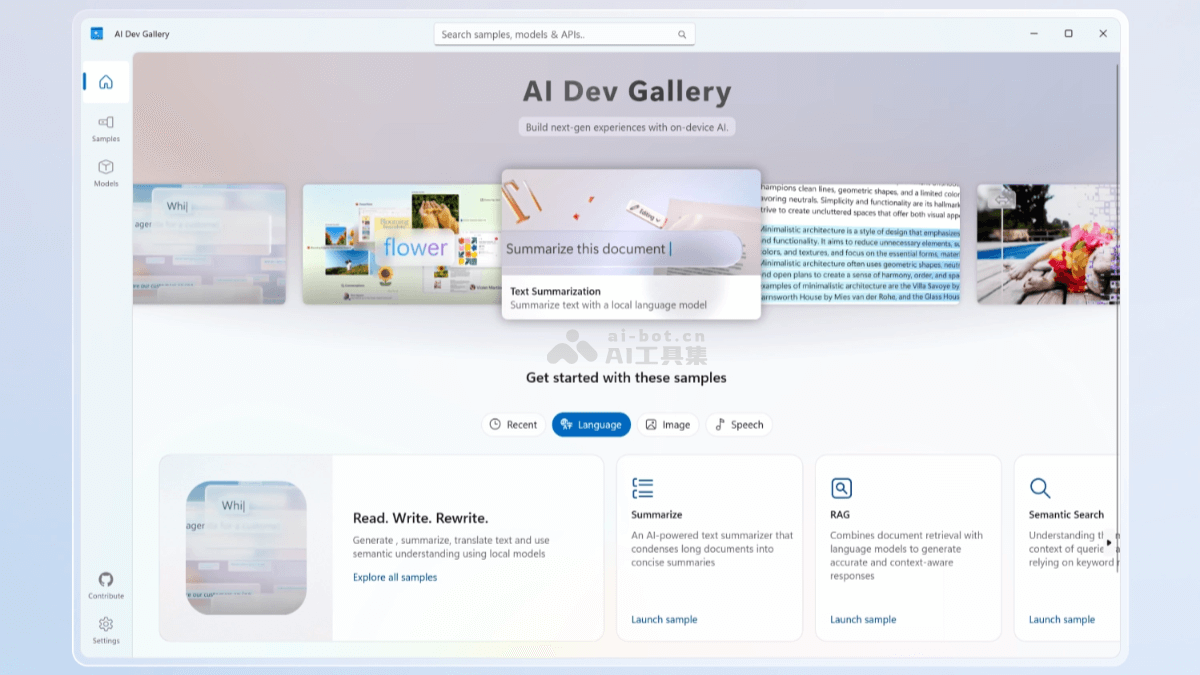 AI Dev Gallery
Search samples, models & APIs..
Samples
Models
AI Dev Gallery
Build next-gen experiences with on-device AI.
Whi
ager
flower
Editing
Summarize this document
Text Summarization
Summarize text with a local language model
hampions clean lines, geometric shapes, and a limited color
voring neutrals. Simplicity and functionality are its hallmark
trive to create uncluttered spaces that offer both visual app
Minimalistic architecture is a style of design that emphasizes
nd functionality. It aims to reduce unnecessary elements, su
olors, and textures, and focus on the essential forms, mater
Minimalistic architecture often uses geometric shapes, neut
nd open plans to create a sense of harmony, order, and spa
xamples of minimalistic architecture are the Villa Savoye by
arnsworth House by Mies van der Rohe, and the Glass Hous
ai-bot.cn
AI工具集
Get started with these samples
Recent
Language
Image
Speech
Whi
ager
Read. Write. Rewrite.
Generate , summarize, translate text and use
semantic understanding using local models
Explore all samples
Summarize
An AI-powered text summarizer that
condenses long documents into
concise summaries
Launch sample
RAG
Combines document retrieval with
language models to generate
accurate and context-aware
responses
Launch sample
Semantic Search
Understanding th
context of querie
relying on keyword
Launch sample
Contribute
Settings